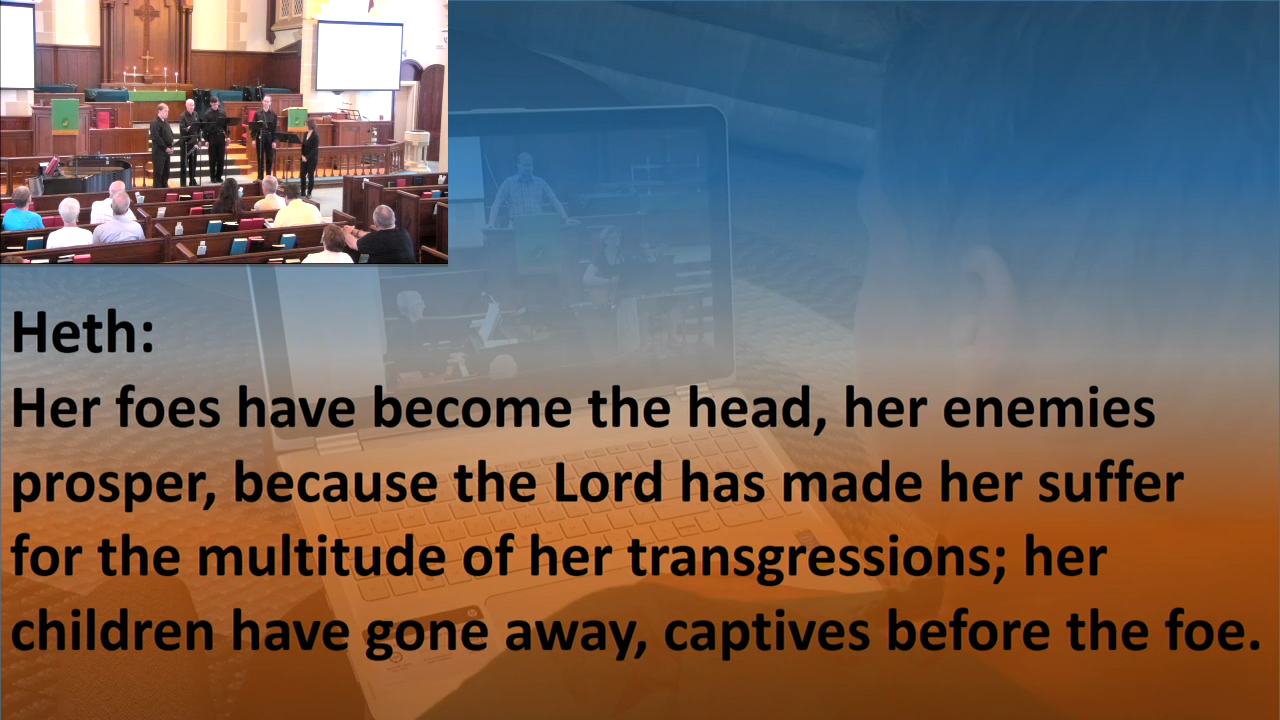 Heth:
Her foes have become the head, her enemies
prosper, because the Lord has made her suffer
for the multitude of her transgressions; her
children have gone away, captives before the foe.